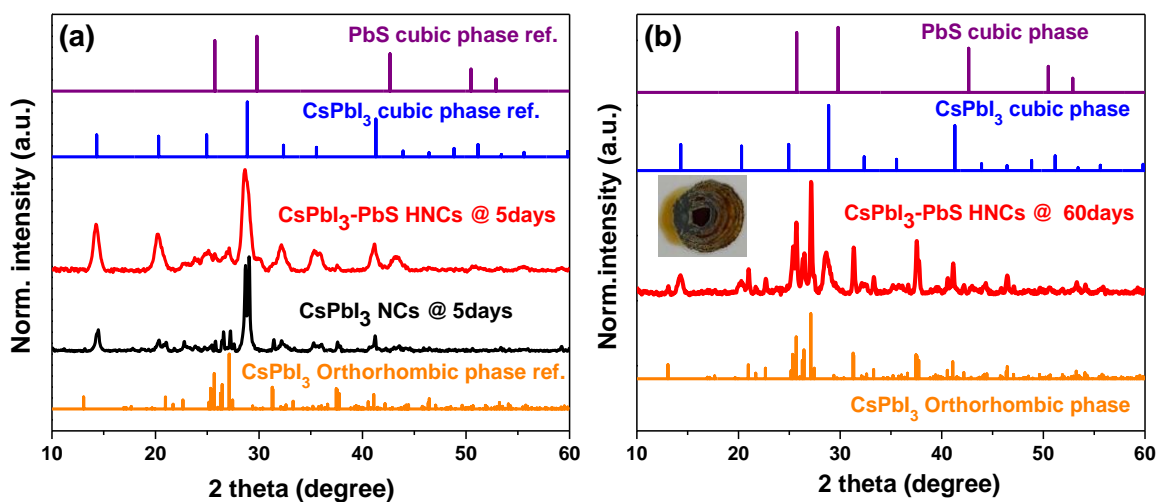 (a)
PbS cubic phase ref.
CsPbI₃ cubic phase ref.
CsPbI₃-PbS HNCs @ 5days
CsPbI₃ NCs @ 5days
CsPbI₃ Orthorhombic phase ref.
Norm. intensity (a.u.)
10 20 30 40 50 60
2 theta (degree)
(b)
PbS cubic phase
CsPbI₃ cubic phase
CsPbI₃-PbS HNCs @ 60days
CsPbI₃ Orthorhombic phase
Norm.intensity (a.u.)
10 20 30 40 50 60
2 theta (degree)